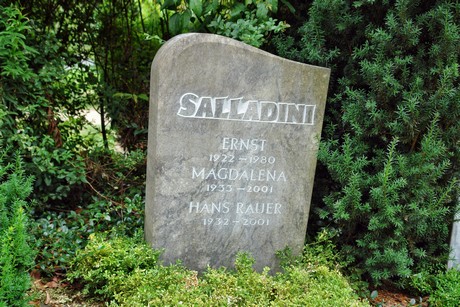 SALLADINI
ERNST
1922 - 1980
MAGDALENA
1933 - 2001
HANS RAUER
1932 - 2001